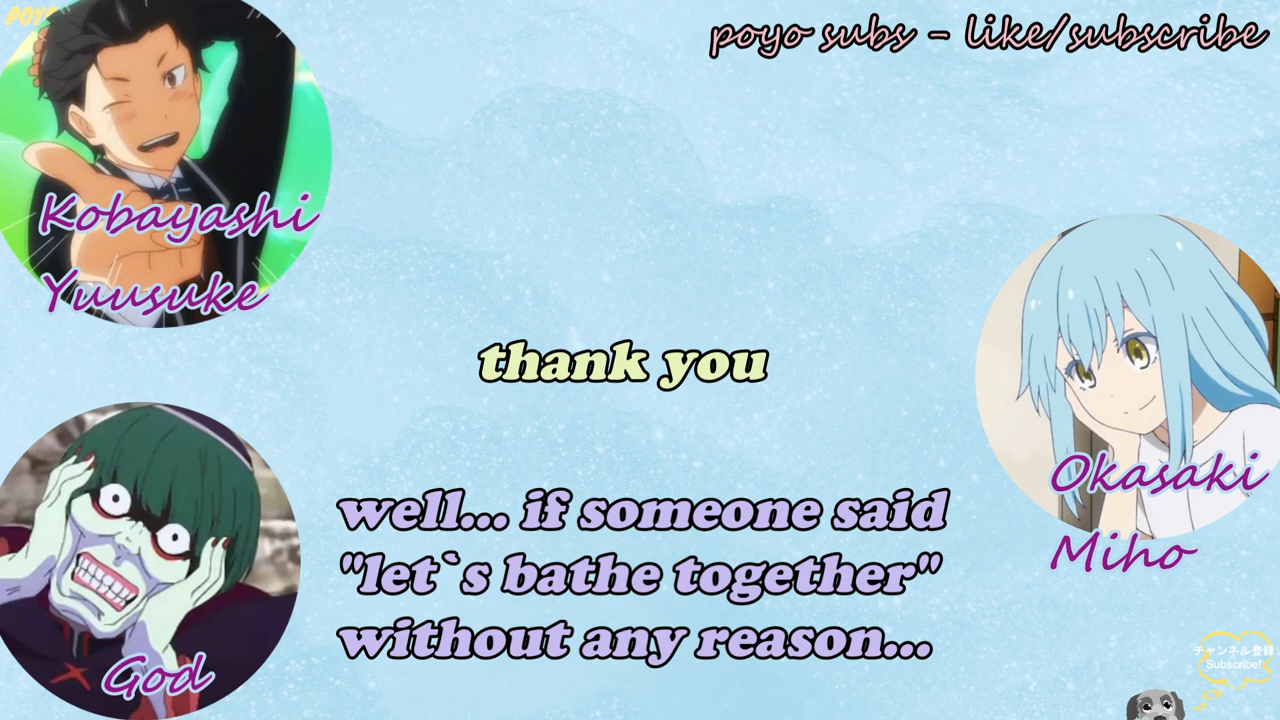 POYO
poyo subs - like/subscribe
Kobayashi
Yuusuke
thank you
Okasaki
Miho
well... if someone said
"let`s bathe together"
without any reason...
God
チャンネル登録
Subscribe!